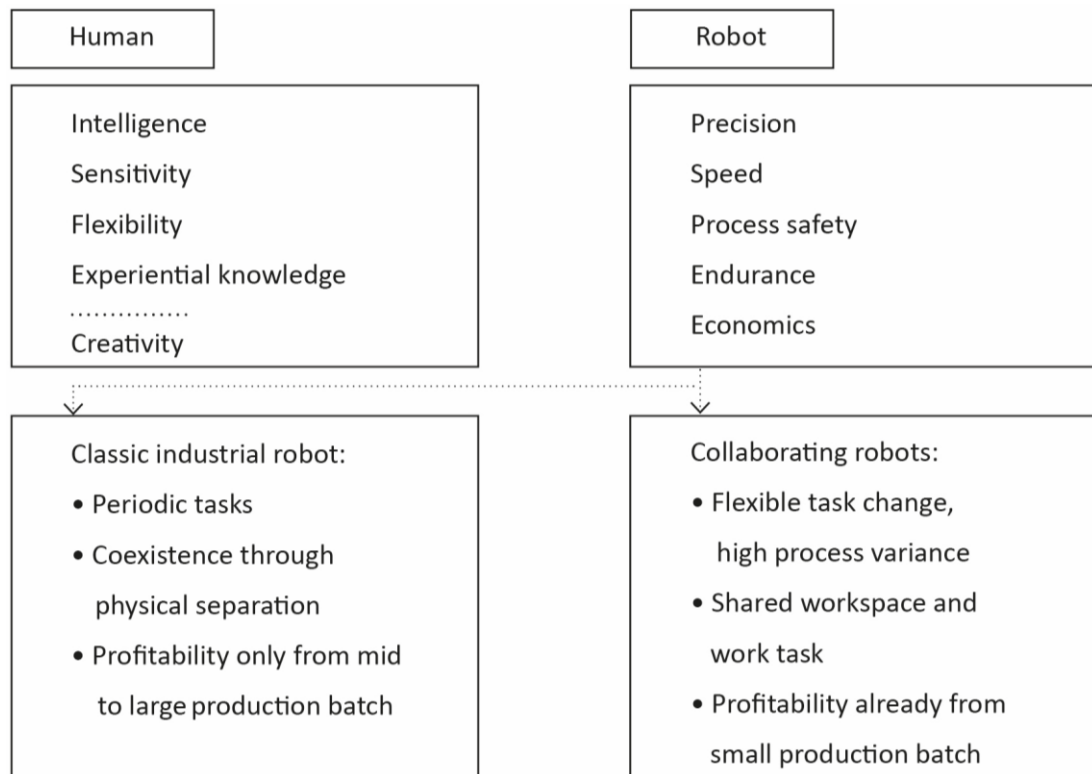 Human
Intelligence
Sensitivity
Flexibility
Experiential knowledge
...............
Creativity
Robot
Precision
Speed
Process safety
Endurance
Economics
Classic industrial robot:
• Periodic tasks
• Coexistence through
physical separation
• Profitability only from mid
to large production batch
Collaborating robots:
• Flexible task change,
high process variance
• Shared workspace and
work task
• Profitability already from
small production batch